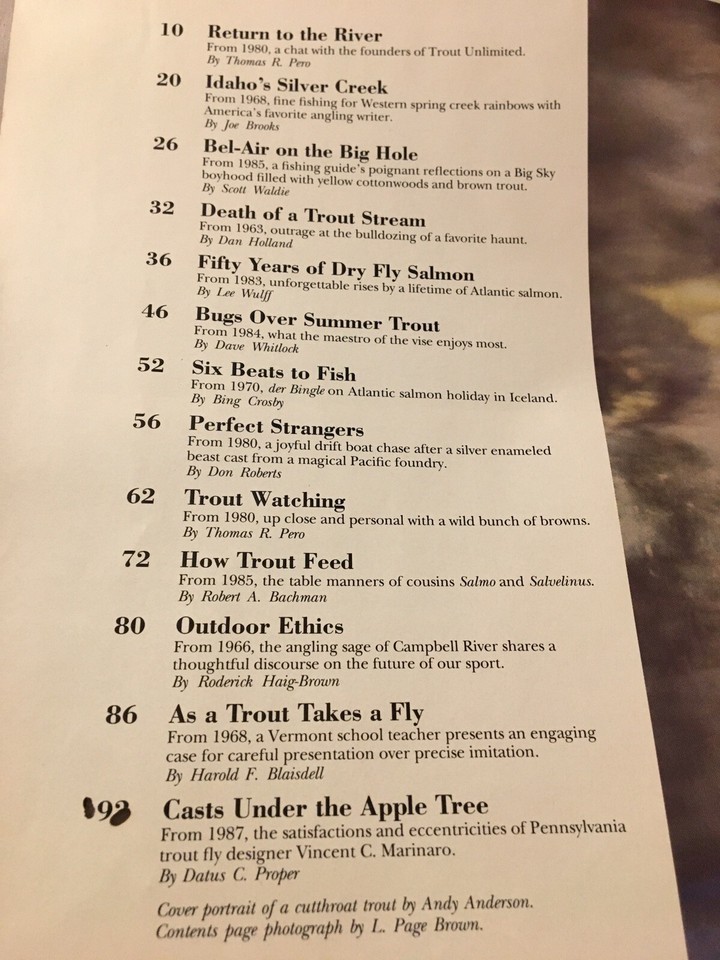 10 Return to the River
From 1980, a chat with the founders of Trout Unlimited.
By Thomas R. Pero
20 Idaho's Silver Creek
From 1968, fine fishing for Western spring creek rainbows with
America's favorite angling writer.
By Joe Brooks
26 Bel-Air on the Big Hole
From 1985, a fishing guide's poignant reflections on a Big Sky
boyhood filled with yellow cottonwoods and brown trout.
By Scott Waldie
32 Death of a Trout Stream
From 1963, outrage at the bulldozing of a favorite haunt.
By Dan Holland
36 Fifty Years of Dry Fly Salmon
From 1983, unforgettable rises by a lifetime of Atlantic salmon.
By Lee Wulff
46 Bugs Over Summer Trout
From 1984, what the maestro of the vise enjoys most.
By Dave Whitlock
52 Six Beats to Fish
From 1970, der Bingle on Atlantic salmon holiday in Iceland.
By Bing Crosby
56 Perfect Strangers
From 1980, a joyful drift boat chase after a silver enameled
beast cast from a magical Pacific foundry.
By Don Roberts
62 Trout Watching
From 1980, up close and personal with a wild bunch of browns.
By Thomas R. Pero
72 How Trout Feed
From 1985, the table manners of cousins Salmo and Salvelinus.
By Robert A. Bachman
80 Outdoor Ethics
From 1966, the angling sage of Campbell River shares a
thoughtful discourse on the future of our sport.
By Roderick Haig-Brown
86 As a Trout Takes a Fly
From 1968, a Vermont school teacher presents an engaging
case for careful presentation over precise imitation.
By Harold F. Blaisdell
Casts Under the Apple Tree
From 1987, the satisfactions and eccentricities of Pennsylvania
trout fly designer Vincent C. Marinaro.
By Datus C. Proper
Cover portrait of a cutthroat trout by Andy Anderson.
Contents page photograph by L. Page Brown.